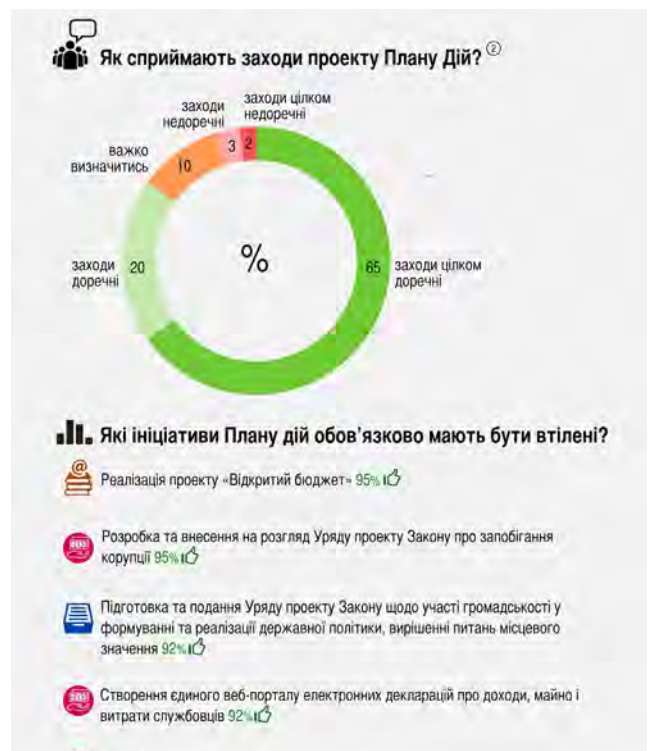 Як сприймають заходи проекту Плану Дій? ②
заходи цілком
недоречні
заходи
недоречні
3
2
важко
визначитись
10
%
заходи
доречні
20
65
заходи цілком
доречні
Які ініціативи Плану дій обов’язково мають бути втілені?
Реалізація проекту «Відкритий бюджет» 95%
Розробка та внесення на розгляд Уряду проекту Закону про запобігання
корупції 95%
Підготовка та подання Уряду проекту Закону щодо участі громадськості у
формуванні та реалізації державної політики, вирішенні питань місцевого
значення 92%
Створення єдиного веб-порталу електронних декларацій про доходи, майно і
витрати службовців 92%